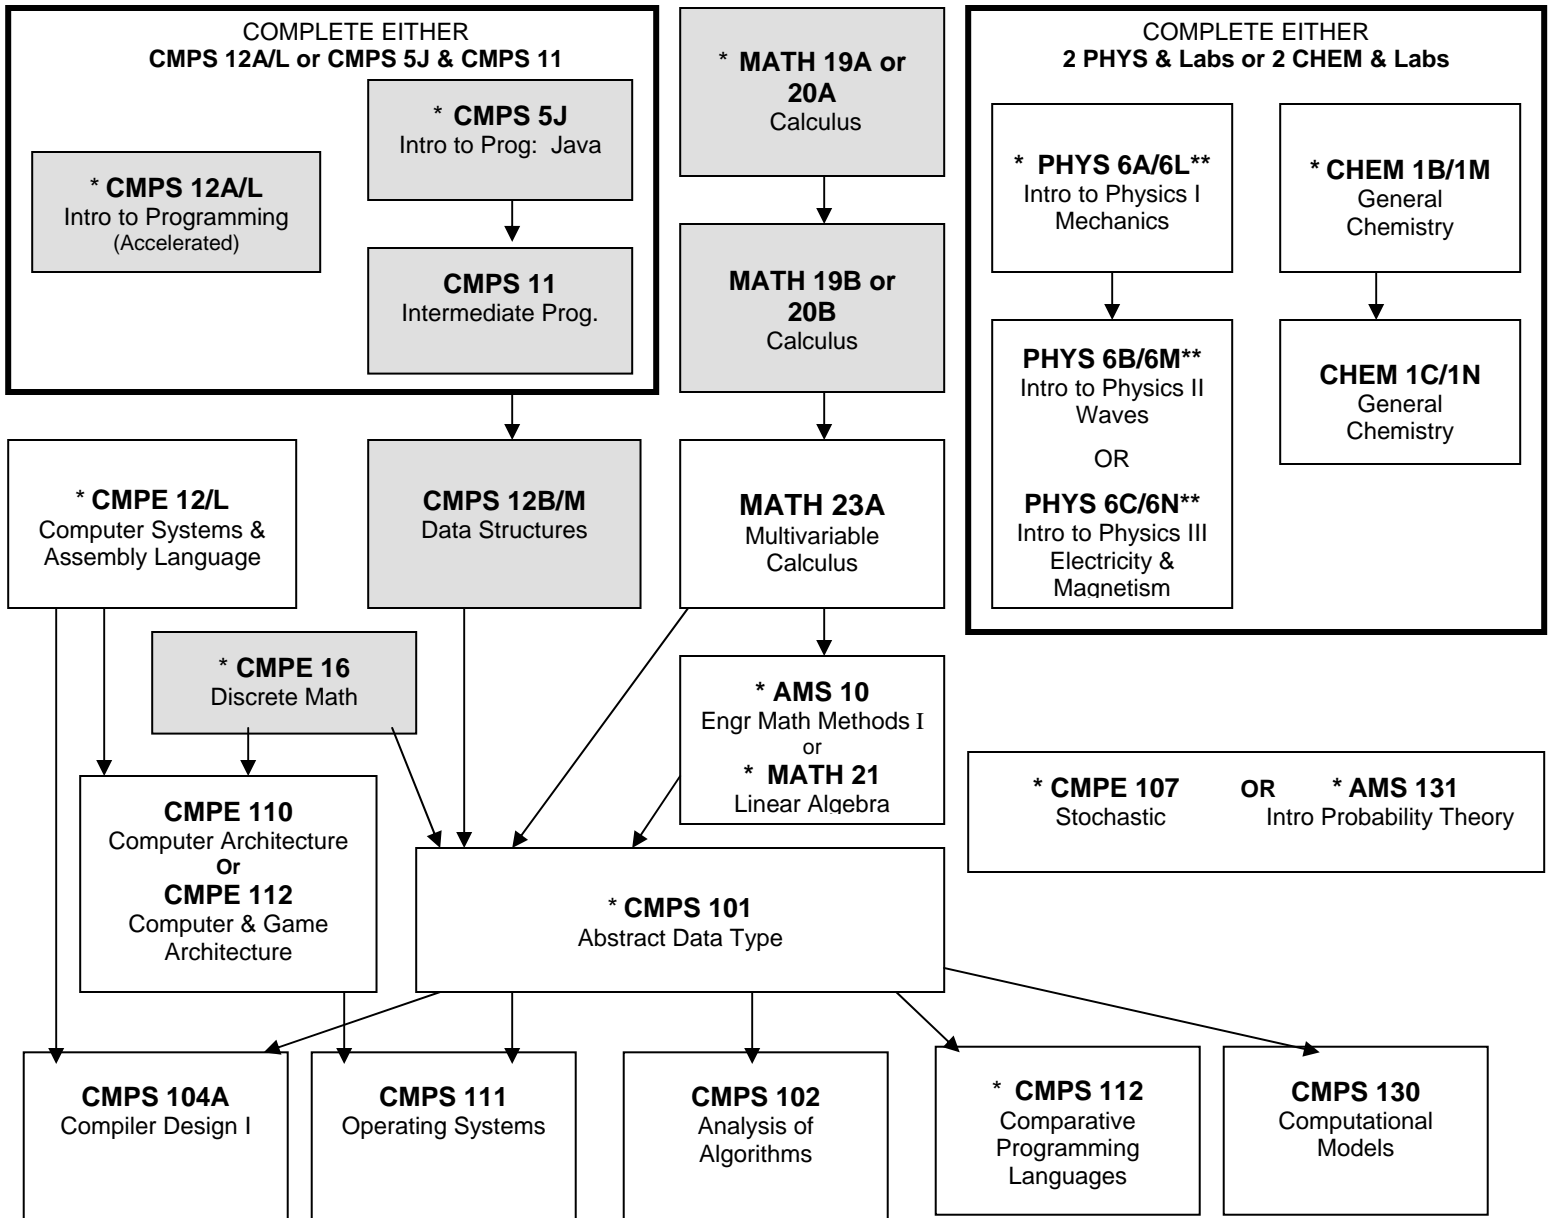 COMPLETE EITHER
CMPS 12A/L or CMPS 5J & CMPS 11
* CMPS 12A/L
Intro to Programming
(Accelerated)
* CMPS 5J
Intro to Prog:  Java
CMPS 11
Intermediate Prog.
* MATH 19A or
20A
Calculus
MATH 19B or
20B
Calculus
COMPLETE EITHER
2 PHYS & Labs or 2 CHEM & Labs
* PHYS 6A/6L**
Intro to Physics I
Mechanics
* CHEM 1B/1M
General
Chemistry
PHYS 6B/6M**
Intro to Physics II
Waves
OR
PHYS 6C/6N**
Intro to Physics III
Electricity &
Magnetism
CHEM 1C/1N
General
Chemistry
* CMPE 12/L
Computer Systems &
Assembly Language
CMPS 12B/M
Data Structures
MATH 23A
Multivariable
Calculus
* CMPE 16
Discrete Math
* AMS 10
Engr Math Methods I
or
* MATH 21
Linear Algebra
CMPE 110
Computer Architecture
Or
CMPE 112
Computer & Game
Architecture
* CMPS 101
Abstract Data Type
* CMPE 107 OR * AMS 131
Stochastic Intro Probability Theory
CMPS 104A
Compiler Design I
CMPS 111
Operating Systems
CMPS 102
Analysis of
Algorithms
* CMPS 112
Comparative
Programming
Languages
CMPS 130
Computational
Models